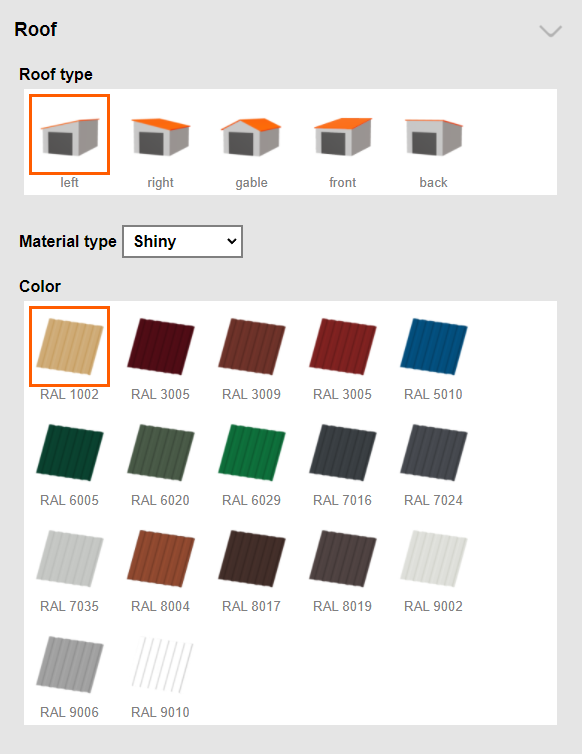 Roof
Roof type
left right gable front back
Material type Shiny
Color
RAL 1002 RAL 3005 RAL 3009 RAL 3005 RAL 5010
RAL 6005 RAL 6020 RAL 6029 RAL 7016 RAL 7024
RAL 7035 RAL 8004 RAL 8017 RAL 8019 RAL 9002
RAL 9006 RAL 9010